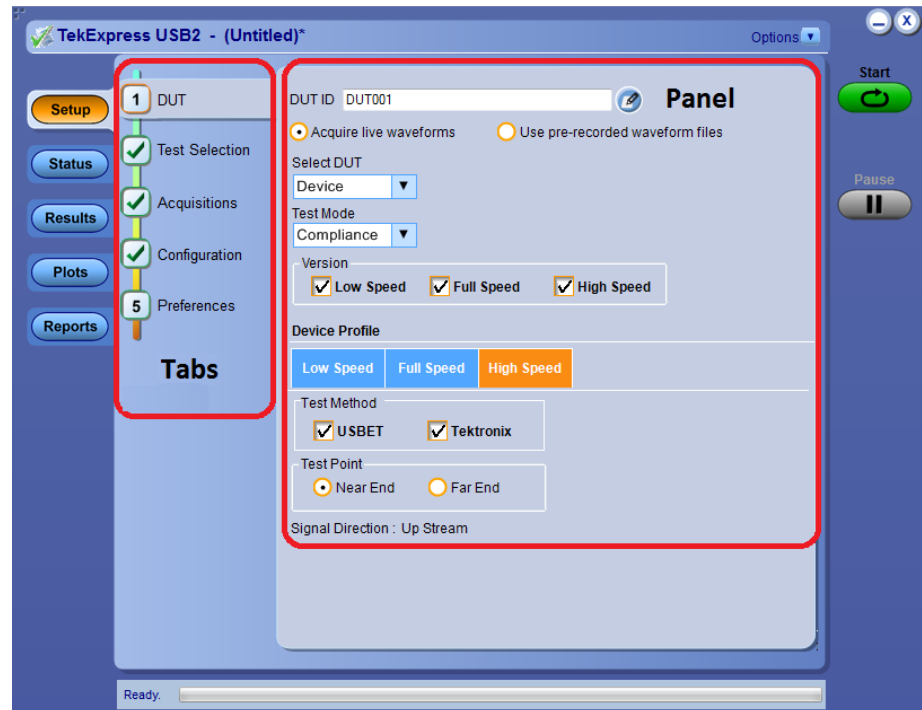 TekExpress USB2 - (Untitled)*
Options
Start
Pause
Setup
Status
Results
Plots
Reports
1 DUT
Test Selection
Acquisitions
Configuration
5 Preferences
Tabs
DUT ID DUT001
Panel
Acquire live waveforms Use pre-recorded waveform files
Select DUT
Device
Test Mode
Compliance
Version
Low Speed Full Speed High Speed
Device Profile
Low Speed Full Speed High Speed
Test Method
USBET Tektronix
Test Point
Near End Far End
Signal Direction : Up Stream
Ready.